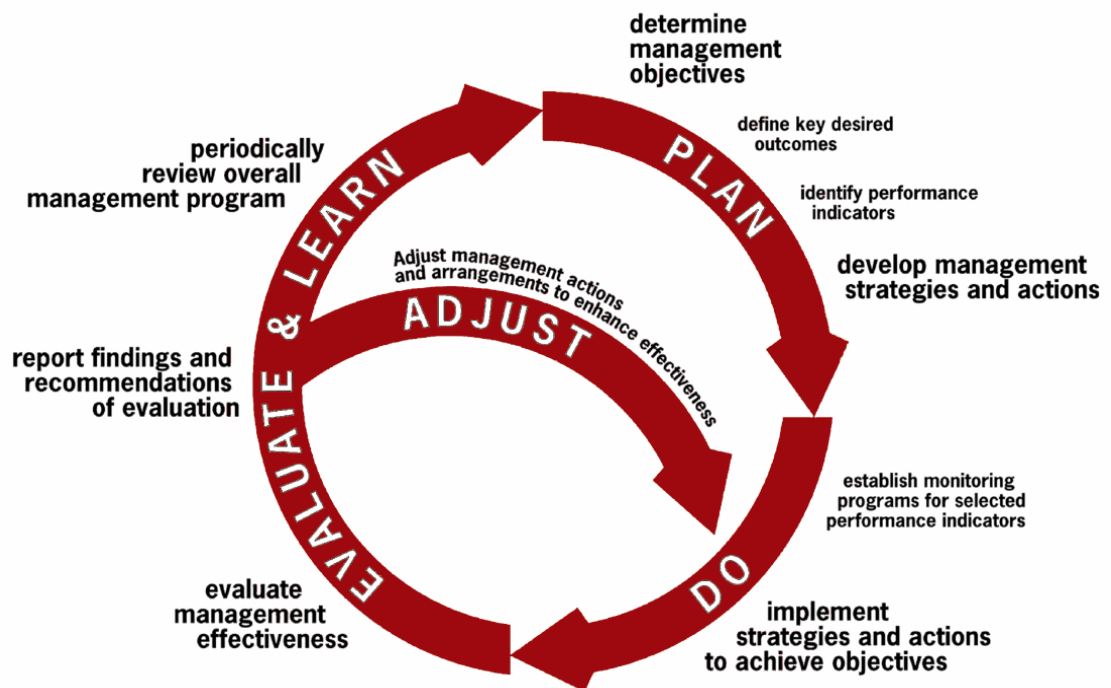 determine
management
objectives
define key desired
outcomes
PLAN
identify performance
indicators
develop management
strategies and actions
establish monitoring
programs for selected
performance indicators
DO
implement
strategies and actions
to achieve objectives
evaluate
management
effectiveness
EVALUATE & LEARN
report findings and
recommendations
of evaluation
periodically
review overall
management program
Adjust management actions
and arrangements to enhance effectiveness
ADJUST